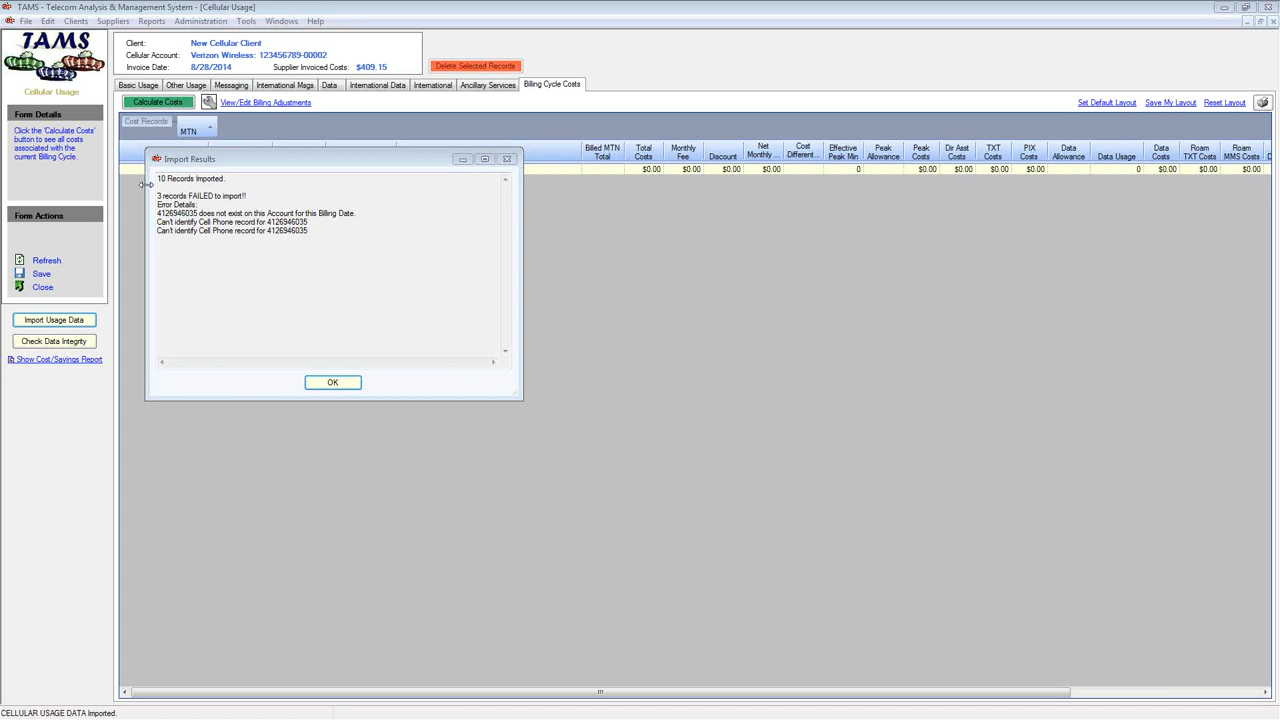 TAMS - Telecom Analysis & Management System - [Cellular Usage]
File Edit Clients Suppliers Reports Administration Tools Windows Help
TAMS
Cellular Usage
Form Details
Click the 'Calculate Costs'
button to see all costs
associated with the
current Billing Cycle.
Form Actions
Refresh
Save
Close
Import Usage Data
Check Data Integrity
Show Cost/Savings Report
Client: New Cellular Client
Cellular Account: Verizon Wireless: 123456789-00002
Invoice Date: 8/28/2014 Supplier Invoiced Costs: $409.15
Delete Selected Records
Basic Usage Other Usage Messaging International Msgs Data International Data International Ancillary Services Billing Cycle Costs
Calculate Costs View/Edit Billing Adjustments Set Default Layout Save My Layout Reset Layout
Cost Records
MTN
Billed MTN Total Total Costs Monthly Fee Discount Net Monthly ... Cost Different... Effective Peak Min Peak Allowance Peak Costs Dir Asst Costs TXT Costs PIX Costs Data Allowance Data Usage Data Costs Roam TXT Costs Roam MMS Costs
$0.00 $0.00 $0.00 $0.00 0 $0.00 $0.00 $0.00 $0.00 0 $0.00 $0.00 $0.00
Import Results
10 Records Imported.
3 records FAILED to import!!
Error Details:
4126946035 does not exist on this Account for this Billing Date.
Can't identify Cell Phone record for 4126946035
Can't identify Cell Phone record for 4126946035
OK
CELLULAR USAGE DATA Imported.